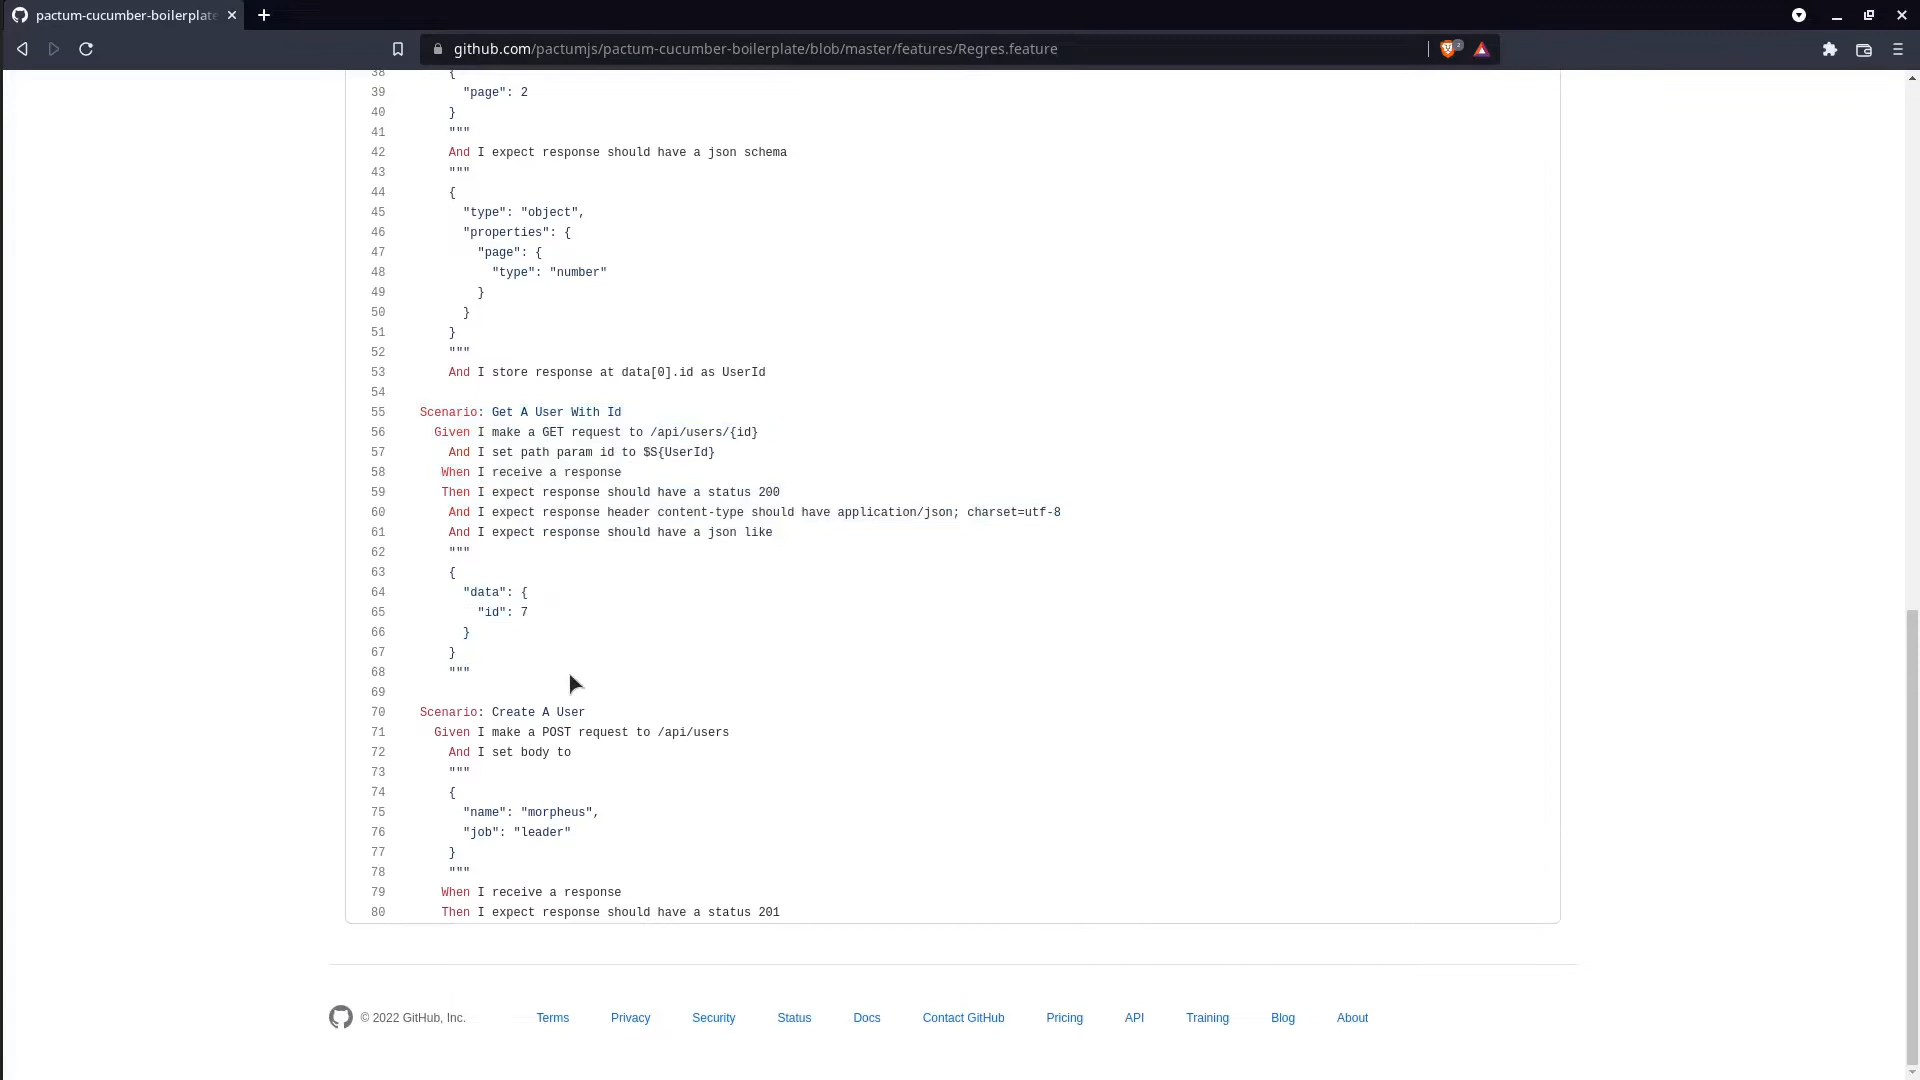 pactum-cucumber-boilerplate
github.com/pactumjs/pactum-cucumber-boilerplate/blob/master/features/Regres.feature
2
38 {
39 "page": 2
40 }
41 """
42 And I expect response should have a json schema
43 """
44 {
45 "type": "object",
46 "properties": {
47 "page": {
48 "type": "number"
49 }
50 }
51 }
52 """
53 And I store response at data[0].id as UserId
54
55 Scenario: Get A User With Id
56 Given I make a GET request to /api/users/{id}
57 And I set path param id to $S{UserId}
58 When I receive a response
59 Then I expect response should have a status 200
60 And I expect response header content-type should have application/json; charset=utf-8
61 And I expect response should have a json like
62 """
63 {
64 "data": {
65 "id": 7
66 }
67 }
68 """
69
70 Scenario: Create A User
71 Given I make a POST request to /api/users
72 And I set body to
73 """
74 {
75 "name": "morpheus",
76 "job": "leader"
77 }
78 """
79 When I receive a response
80 Then I expect response should have a status 201
© 2022 GitHub, Inc. Terms Privacy Security Status Docs Contact GitHub Pricing API Training Blog About